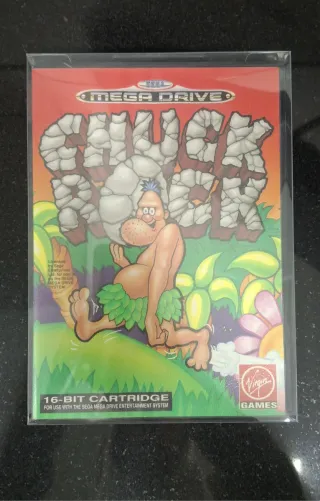 SEGA
MEGA DRIVE
CHUCK
ROCK
16-BIT CARTRIDGE
FOR USE WITH THE SEGA MEGA DRIVE ENTERTAINMENT SYSTEM
Virgin
GAMES